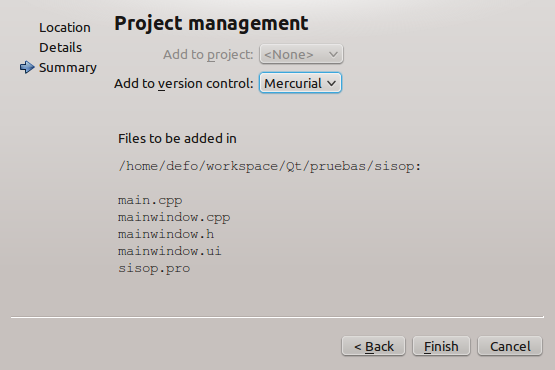 Location
Details
Summary
Project management
Add to project: <None>
Add to version control: Mercurial
Files to be added in
/home/defo/workspace/Qt/pruebas/sisop:
main.cpp
mainwindow.cpp
mainwindow.h
mainwindow.ui
sisop.pro
< Back Finish Cancel